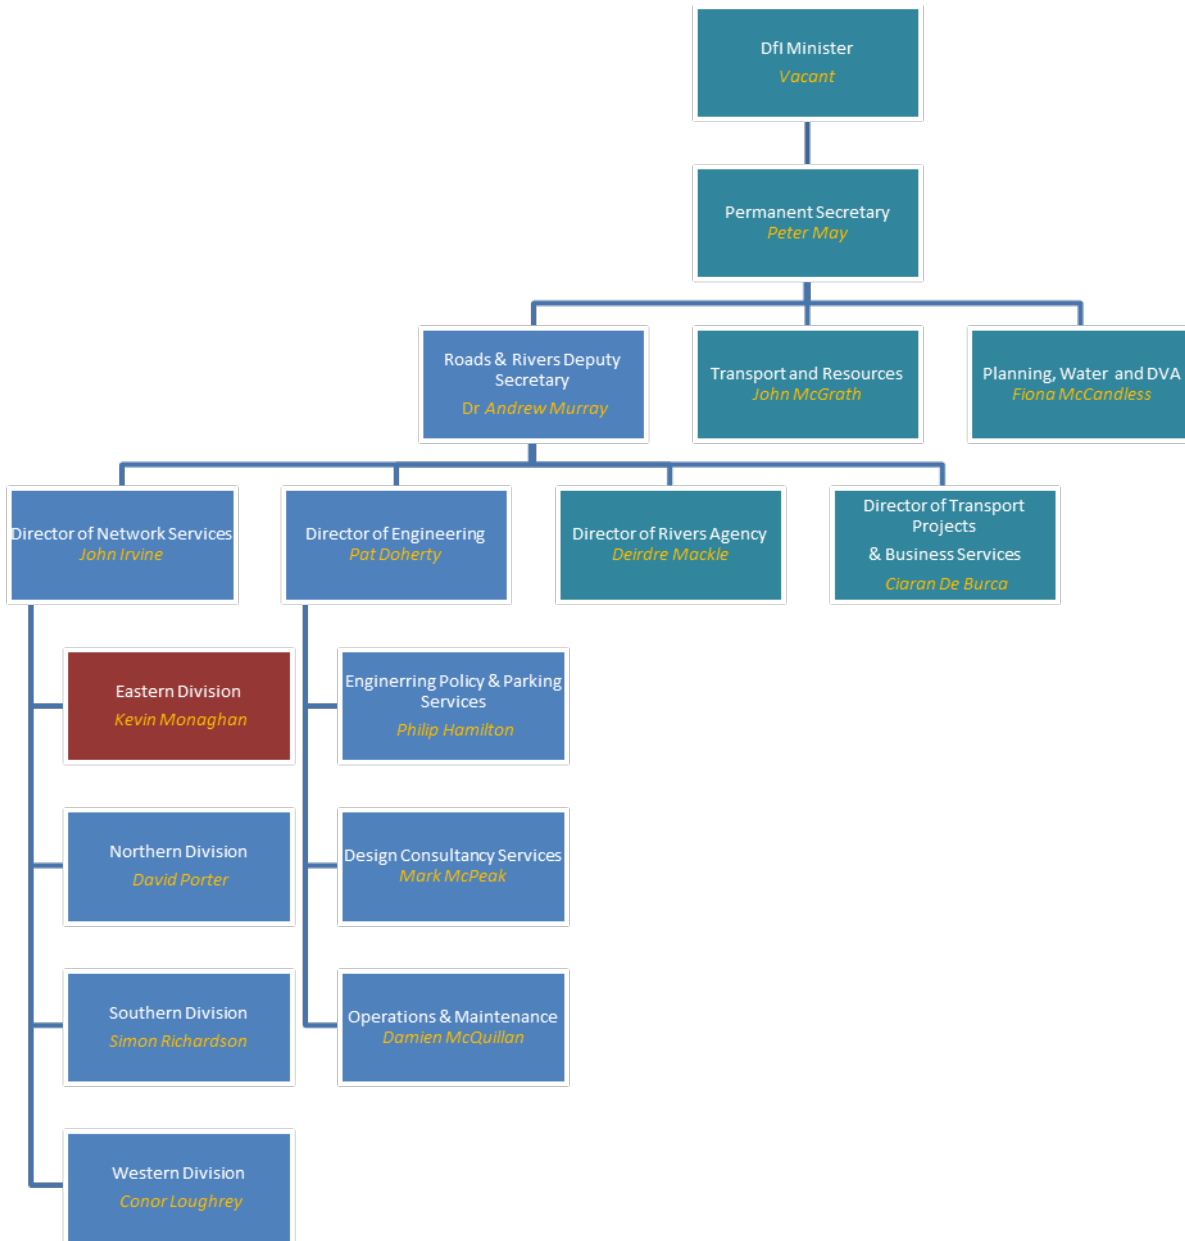 DfI Minister
Vacant
Permanent Secretary
Peter May
Roads & Rivers Deputy
Secretary
Dr Andrew Murray
Transport and Resources
John McGrath
Planning, Water and DVA
Fiona McCandless
Director of Network Services
John Irvine
Director of Engineering
Pat Doherty
Director of Rivers Agency
Deirdre Mackle
Director of Transport
Projects
& Business Services
Ciaran De Burca
Eastern Division
Kevin Monaghan
Enginerring Policy & Parking
Services
Philip Hamilton
Northern Division
David Porter
Design Consultancy Services
Mark McPeak
Southern Division
Simon Richardson
Operations & Maintenance
Damien McQuillan
Western Division
Conor Loughrey